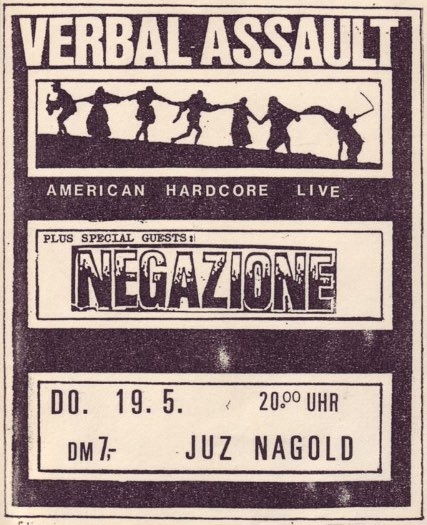 VERBAL ASSAULT
AMERICAN HARDCORE LIVE
PLUS SPECIAL GUESTS:
NEGAZIONE
DO. 19.5. 20.00 UHR
DM 7,- JUZ NAGOLD